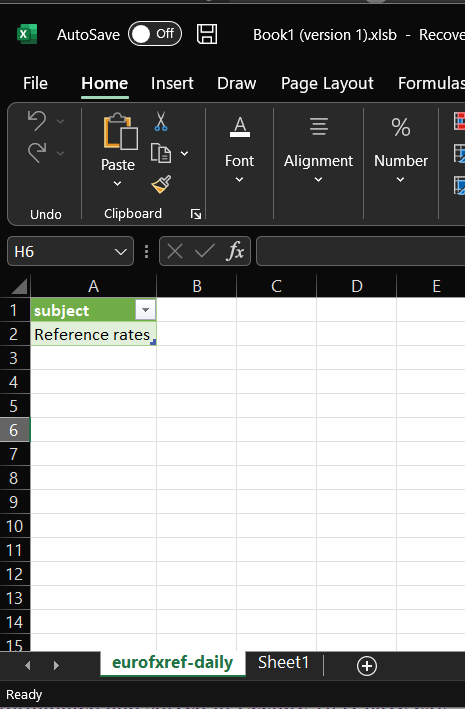 AutoSave Off Book1 (version 1).xlsb - Recove
File Home Insert Draw Page Layout Formulas
Paste Font Alignment Number
Undo Clipboard
H6 fx
A B C D E
1 subject
2 Reference rates
3
4
5
6
7
8
9
10
11
12
13
14
15
eurofxref-daily Sheet1
Ready